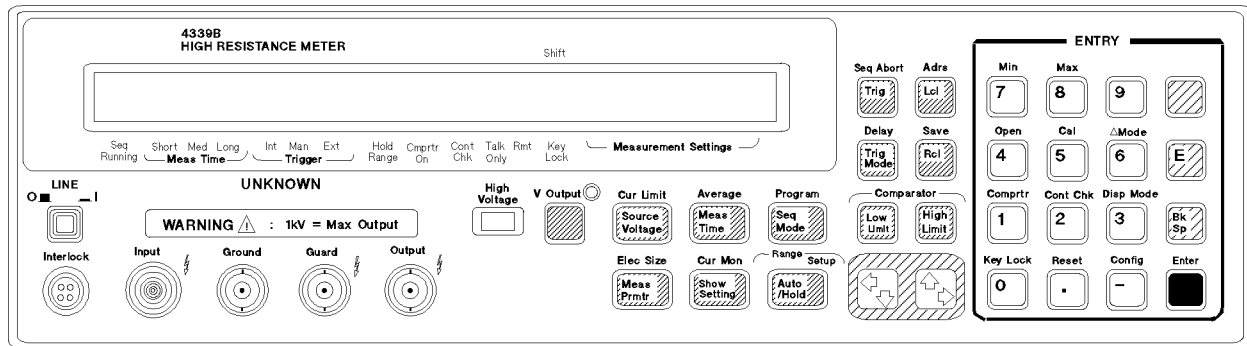 4339B
HIGH RESISTANCE METER
Shift
Seq Running
Short Med Long
Meas Time
Int Man Ext
Trigger
Hold Range
Cmprtr On
Cont Chk
Talk Only
Rmt
Key Lock
Measurement Settings
LINE
O I
UNKNOWN
WARNING ! : 1kV = Max Output
Interlock
Input
Ground
Guard
Output
High Voltage
V Output
Cur Limit
Source Voltage
Average
Meas Time
Program
Seq Mode
Elec Size
Meas Prmtr
Cur Mon
Show Setting
Range Setup
Auto /Hold
Seq Abort
Trig
Adrs
Lcl
Delay
Trig Mode
Save
Rcl
Comparator
Low Limit
High Limit
ENTRY
Min
7
Max
8
9
Open
4
Cal
5
△Mode
6
E
Comprtr
1
Cont Chk
2
Disp Mode
3
Bk Sp
Key Lock
0
Reset
.
Config
−
Enter